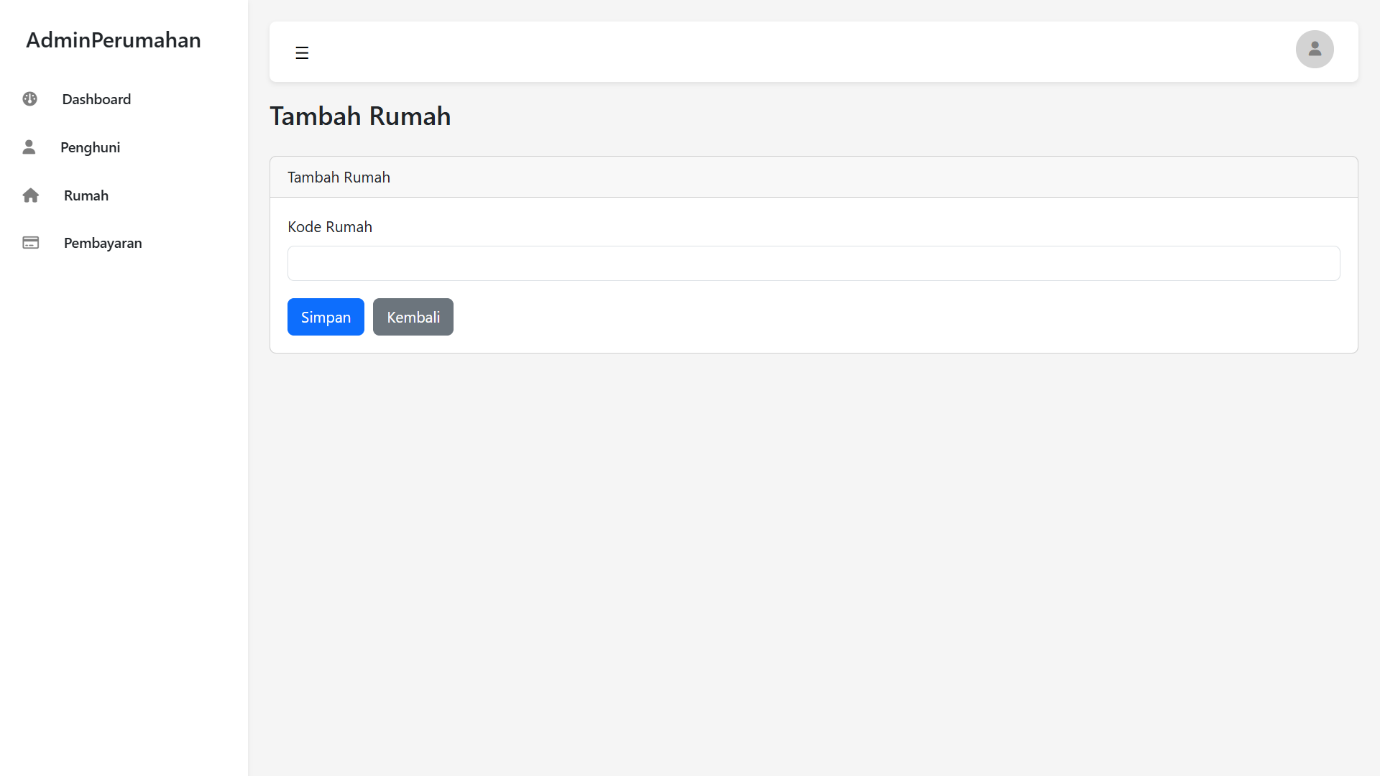 AdminPerumahan
Dashboard
Penghuni
Rumah
Pembayaran
Tambah Rumah
Tambah Rumah
Kode Rumah
Simpan
Kembali